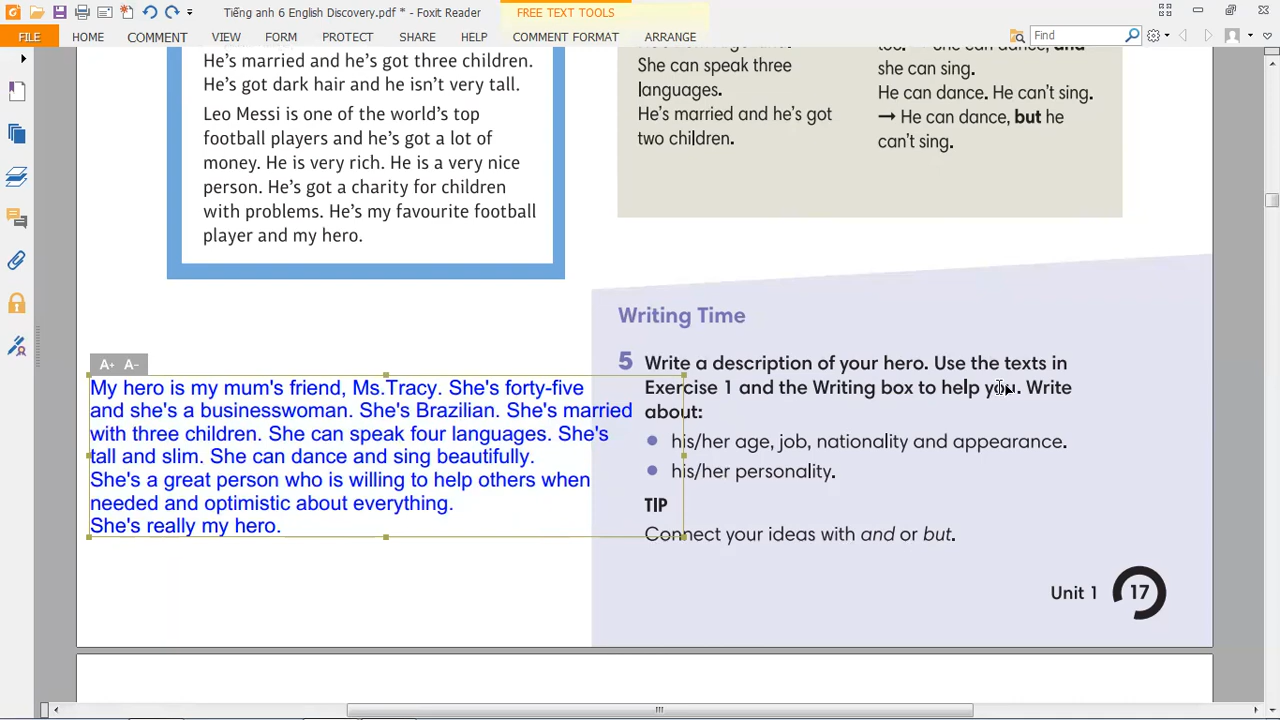 Tiếng anh 6 English Discovery.pdf * - Foxit Reader
FREE TEXT TOOLS
FILE HOME COMMENT VIEW FORM PROTECT SHARE HELP COMMENT FORMAT ARRANGE
Find
He's married and he's got three children.
He's got dark hair and he isn't very tall.
Leo Messi is one of the world's top
football players and he's got a lot of
money. He is very rich. He is a very nice
person. He's got a charity for children
with problems. He's my favourite football
player and my hero.
She can speak three
languages.
He's married and he's got
two children.
too. → She can dance, and
she can sing.
He can dance. He can't sing.
→ He can dance, but he
can't sing.
Writing Time
5 Write a description of your hero. Use the texts in
Exercise 1 and the Writing box to help you. Write
about:
his/her age, job, nationality and appearance.
his/her personality.
TIP
Connect your ideas with and or but.
Unit 1 17
A+ A-
My hero is my mum's friend, Ms.Tracy. She's forty-five
and she's a businesswoman. She's Brazilian. She's married
with three children. She can speak four languages. She's
tall and slim. She can dance and sing beautifully.
She's a great person who is willing to help others when
needed and optimistic about everything.
She's really my hero.